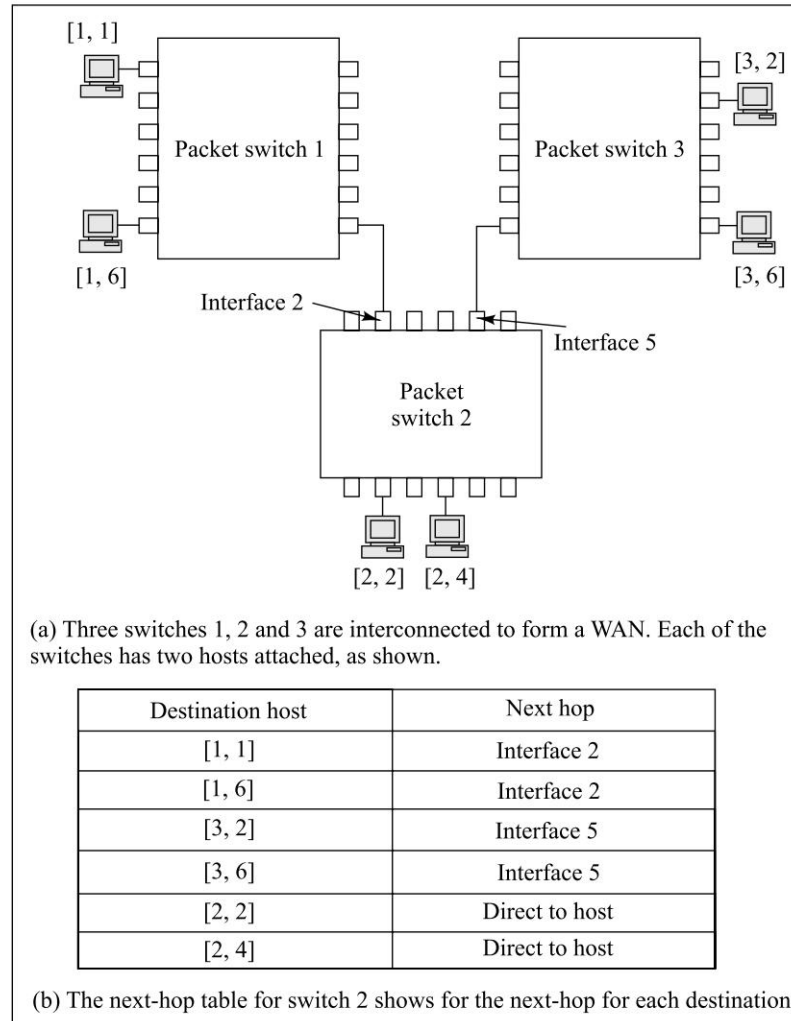 [1, 1]
[3, 2]
Packet switch 1
Packet switch 3
[1, 6]
[3, 6]
Interface 2
Interface 5
Packet
switch 2
[2, 2] [2, 4]
(a) Three switches 1, 2 and 3 are interconnected to form a WAN. Each of the
switches has two hosts attached, as shown.
Destination host Next hop
[1, 1] Interface 2
[1, 6] Interface 2
[3, 2] Interface 5
[3, 6] Interface 5
[2, 2] Direct to host
[2, 4] Direct to host
(b) The next-hop table for switch 2 shows for the next-hop for each destination